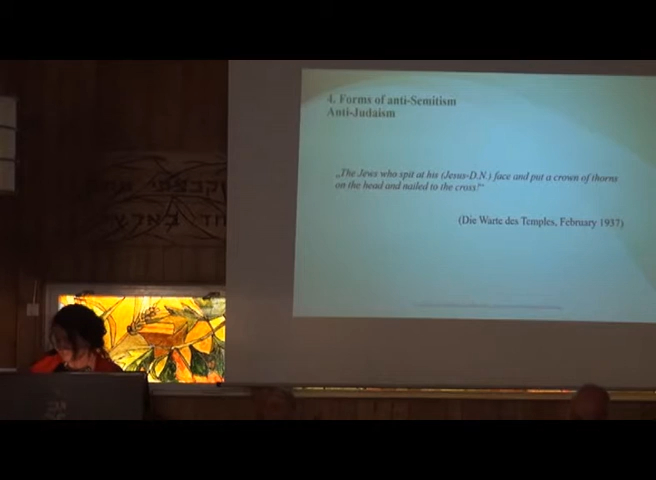 4. Forms of anti-Semitism
Anti-Judaism
„The Jews who spit at his (Jesus-D.N.) face and put a crown of thorns
on the head and nailed to the cross!“
(Die Warte des Temples, February 1937)